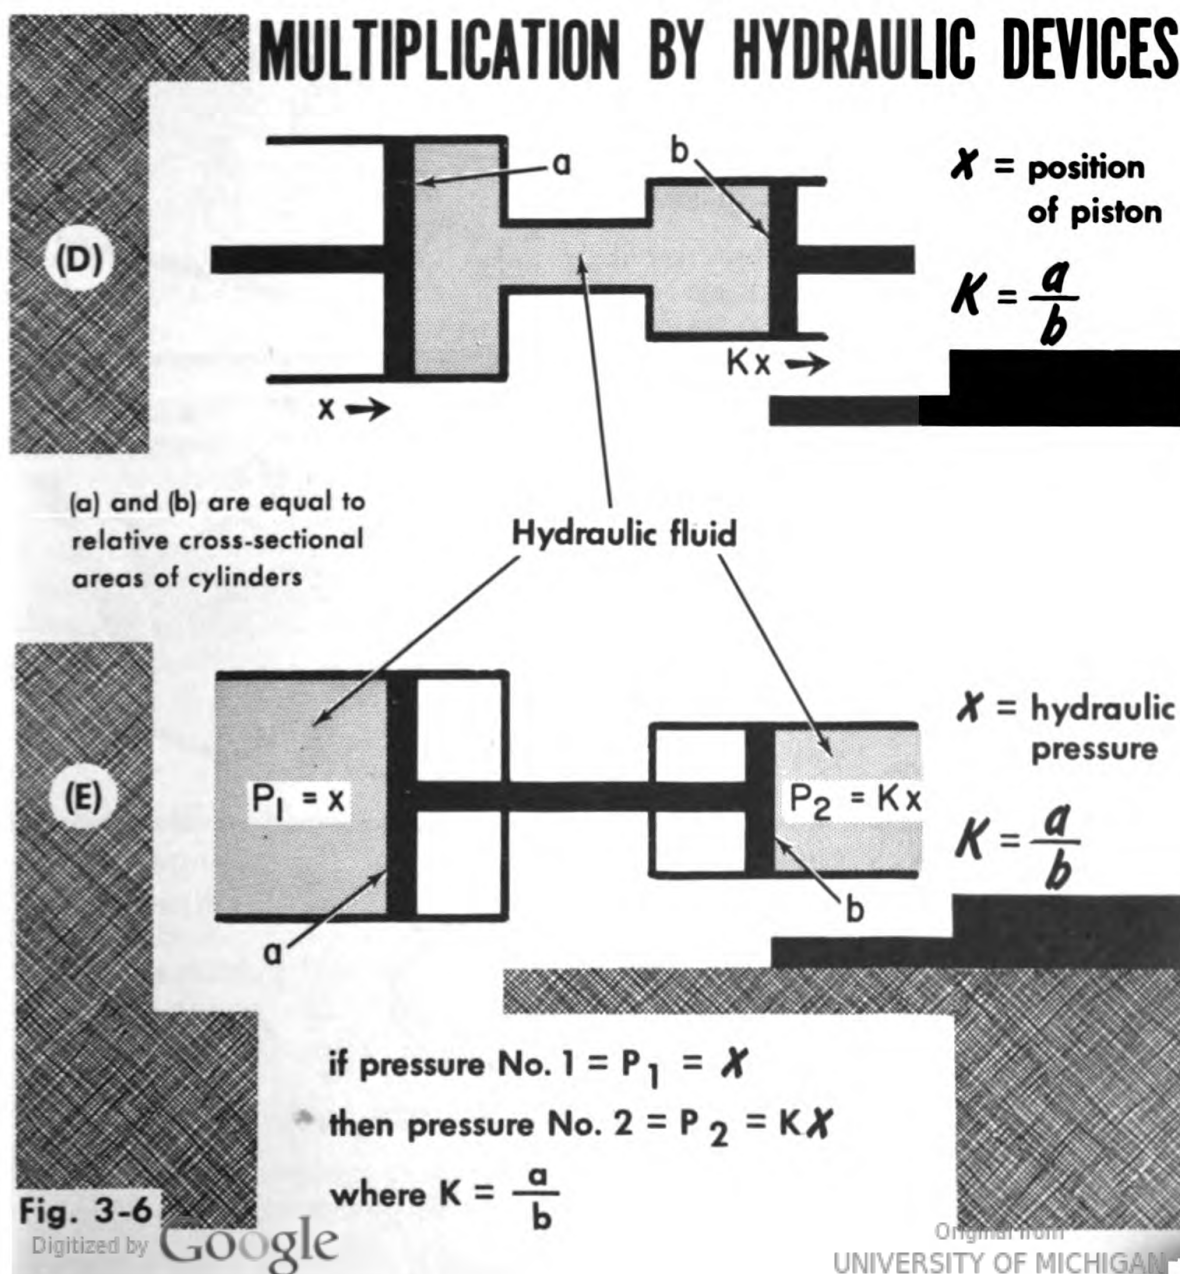 MULTIPLICATION BY HYDRAULIC DEVICES
(D)
a
b
X = position
of piston
K = a/b
Kx →
x →
(a) and (b) are equal to
relative cross-sectional
areas of cylinders
Hydraulic fluid
(E)
P₁ = x
P₂ = Kx
X = hydraulic
pressure
K = a/b
a
b
if pressure No. 1 = P₁ = X
then pressure No. 2 = P₂ = KX
where K = a/b
Fig. 3-6
Digitized by Google
Original from
UNIVERSITY OF MICHIGAN